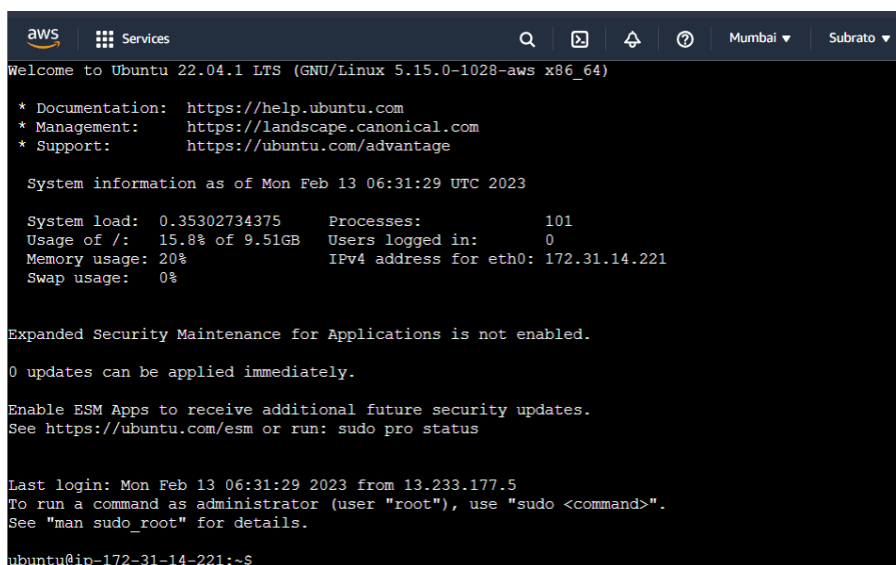 aws Services Mumbai ▼ Subrato ▼
Welcome to Ubuntu 22.04.1 LTS (GNU/Linux 5.15.0-1028-aws x86_64)
* Documentation: https://help.ubuntu.com
* Management: https://landscape.canonical.com
* Support: https://ubuntu.com/advantage
System information as of Mon Feb 13 06:31:29 UTC 2023
System load: 0.35302734375 Processes: 101
Usage of /: 15.8% of 9.51GB Users logged in: 0
Memory usage: 20% IPv4 address for eth0: 172.31.14.221
Swap usage: 0%
Expanded Security Maintenance for Applications is not enabled.
0 updates can be applied immediately.
Enable ESM Apps to receive additional future security updates.
See https://ubuntu.com/esm or run: sudo pro status
Last login: Mon Feb 13 06:31:29 2023 from 13.233.177.5
To run a command as administrator (user "root"), use "sudo <command>".
See "man sudo_root" for details.
ubuntu@ip-172-31-14-221:~$